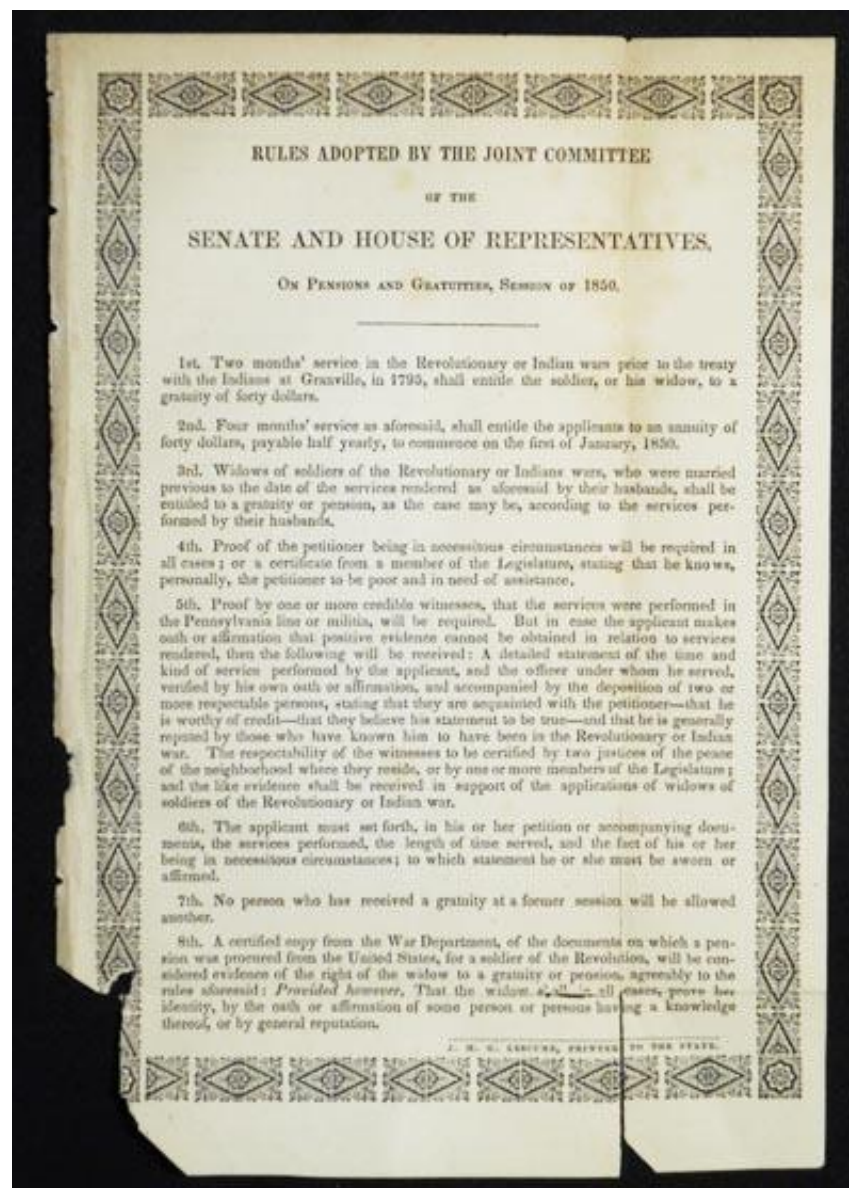 RULES ADOPTED BY THE JOINT COMMITTEE
OF THE
SENATE AND HOUSE OF REPRESENTATIVES,
ON PENSIONS AND GRATUITIES, SESSION OF 1850.
1st. Two months' service in the Revolutionary or Indian wars prior to the treaty
with the Indians at Granville, in 1795, shall entitle the soldier, or his widow, to a
gratuity of forty dollars.
2nd. Four months' service as aforesaid, shall entitle the applicants to an annuity of
forty dollars, payable half yearly, to commence on the first of January, 1850.
3rd. Widows of soldiers of the Revolutionary or Indians wars, who were married
previous to the date of the services rendered as aforesaid by their husbands, shall be
entitled to a gratuity or pension, as the case may be, according to the services per-
formed by their husbands.
4th. Proof of the petitioner being in necessitous circumstances will be required in
all cases; or a certificate from a member of the Legislature, stating that he knows,
personally, the petitioner to be poor and in need of assistance.
5th. Proof by one or more credible witnesses, that the services were performed in
the Pennsylvania line or militia, will be required. But in case the applicant makes
oath or affirmation that positive evidence cannot be obtained in relation to services
rendered, then the following will be received: A detailed statement of the time and
kind of service performed by the applicant, and the officer under whom he served,
verified by his own oath or affirmation, and accompanied by the deposition of two or
more respectable persons, stating that they are acquainted with the petitioner—that he
is worthy of credit—that they believe his statement to be true—and that he is generally
reputed by those who have known him to have been in the Revolutionary or Indian
war. The respectability of the witnesses to be certified by two justices of the peace
of the neighborhood where they reside, or by one or more members of the Legislature;
and the like evidence shall be received in support of the applications of widows of
soldiers of the Revolutionary or Indian war.
6th. The applicant must set forth, in his or her petition or accompanying docu-
ments, the services performed, the length of time served, and the fact of his or her
being in necessitous circumstances; to which statement he or she must be sworn or
affirmed.
7th. No person who has received a gratuity at a former session will be allowed
another.
8th. A certified copy from the War Department, of the documents on which a pen-
sion was procured from the United States, for a soldier of the Revolution, will be con-
sidered evidence of the right of the widow to a gratuity or pension, agreeably to the
rules aforesaid: Provided however, That the widow shall in all cases, prove her
identity, by the oath or affirmation of some person or persons having a knowledge
thereof, or by general reputation.
J. M. G. LESCURE, PRINTER TO THE STATE.